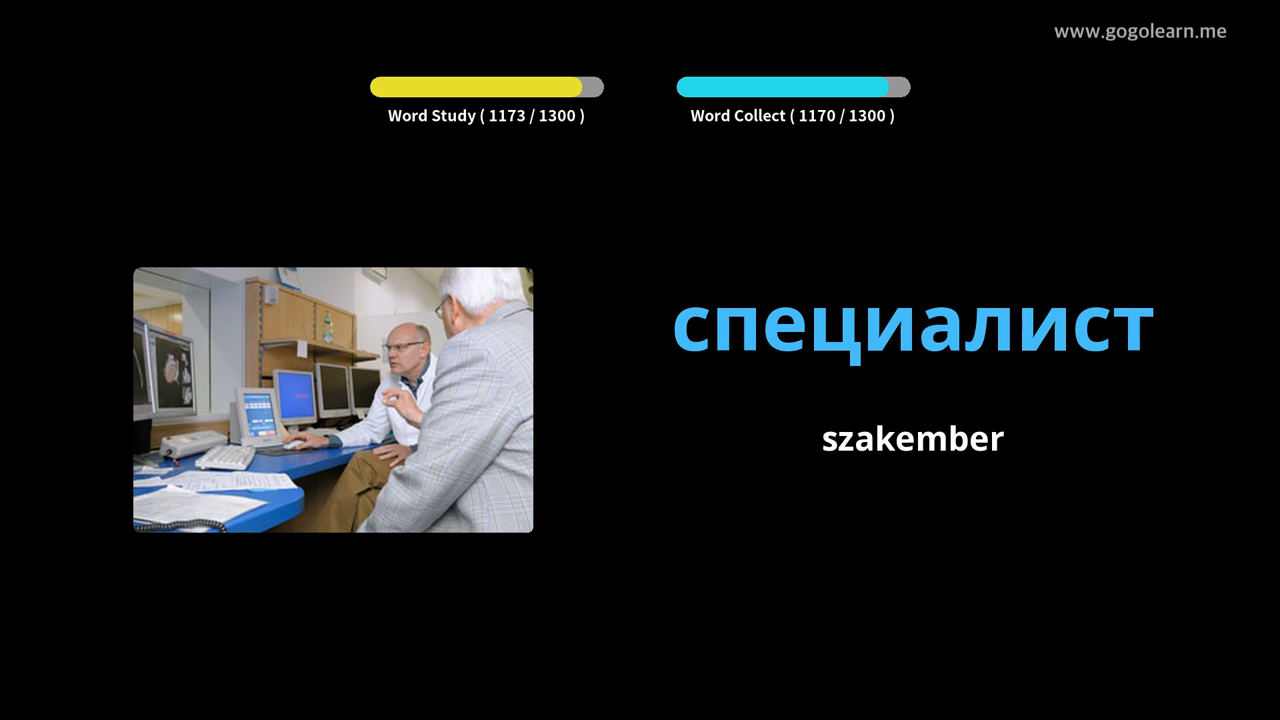 www.gogolearn.me
Word Study ( 1173 / 1300 )
Word Collect ( 1170 / 1300 )
специалист
szakember